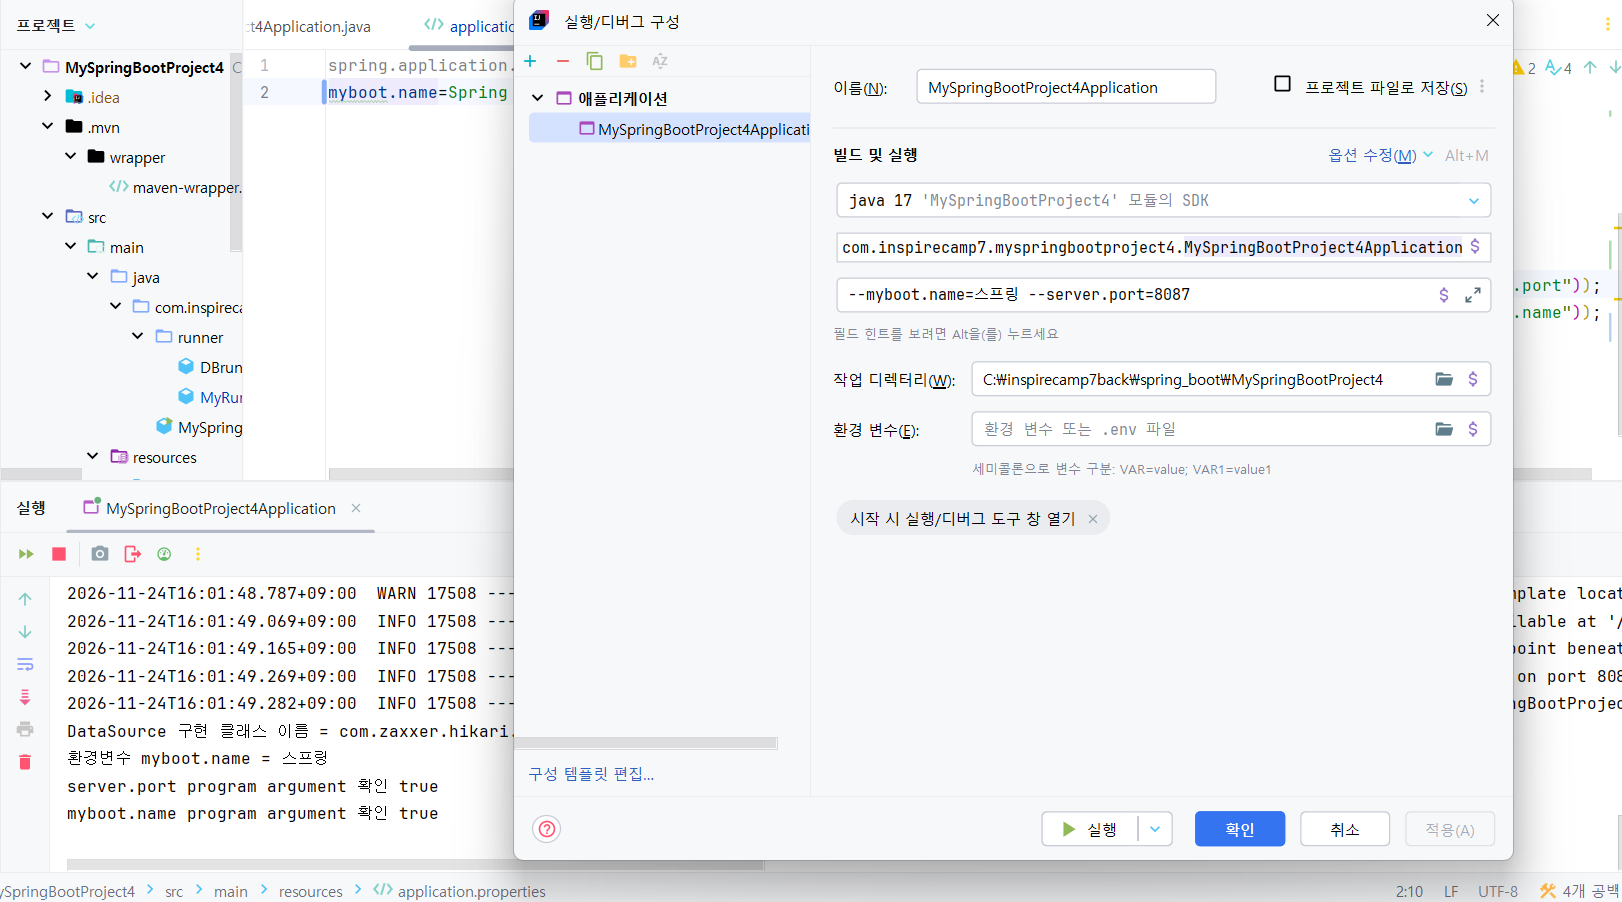 프로젝트
MySpringBootProject4
.idea
.mvn
wrapper
maven-wrapper.
src
main
java
com.inspireca
runner
DBrun
MyRun
MySpring
resources
t4Application.java
applicatio
1 spring.application.
2 myboot.name=Spring
실행/디버그 구성
애플리케이션
MySpringBootProject4Applicati
구성 템플릿 편집...
이름(N): MySpringBootProject4Application
프로젝트 파일로 저장(S)
빌드 및 실행
옵션 수정(M) Alt+M
java 17 'MySpringBootProject4' 모듈의 SDK
com.inspirecamp7.myspringbootproject4.MySpringBootProject4Application
--myboot.name=스프링 --server.port=8087
필드 힌트를 보려면 Alt을(를) 누르세요
작업 디렉터리(W): C:₩inspirecamp7back₩spring_boot₩MySpringBootProject4
환경 변수(E): 환경 변수 또는 .env 파일
세미콜론으로 변수 구분: VAR=value; VAR1=value1
시작 시 실행/디버그 도구 창 열기
실행
확인
취소
적용(A)
2 4
.port"));
.name"));
실행 MySpringBootProject4Application
2026-11-24T16:01:48.787+09:00 WARN 17508 ---
2026-11-24T16:01:49.069+09:00 INFO 17508 ---
2026-11-24T16:01:49.165+09:00 INFO 17508 ---
2026-11-24T16:01:49.269+09:00 INFO 17508 ---
2026-11-24T16:01:49.282+09:00 INFO 17508 ---
DataSource 구현 클래스 이름 = com.zaxxer.hikari.
환경변수 myboot.name = 스프링
server.port program argument 확인 true
myboot.name program argument 확인 true
mplate locat
ilable at '/
point beneat
on port 808
ngBootProjec
ySpringBootProject4 > src > main > resources > application.properties
2:10 LF UTF-8 4개 공백